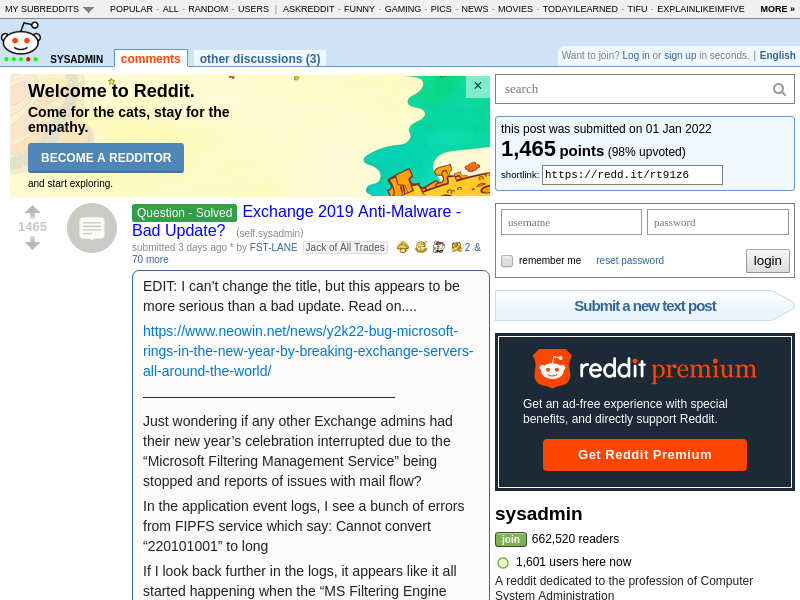 MY SUBREDDITS POPULAR - ALL - RANDOM - USERS | ASKREDDIT - FUNNY - GAMING - PICS - NEWS - MOVIES - TODAYILEARNED - TIFU - EXPLAINLIKEIMFIVE MORE »
SYSADMIN comments other discussions (3)
Want to join? Log in or sign up in seconds. | English
Welcome to Reddit.
Come for the cats, stay for the
empathy.
BECOME A REDDITOR
and start exploring.
×
1465
Question - Solved Exchange 2019 Anti-Malware -
Bad Update? (self.sysadmin)
submitted 3 days ago * by FST-LANE Jack of All Trades 2 &
70 more
EDIT: I can’t change the title, but this appears to be
more serious than a bad update. Read on....
https://www.neowin.net/news/y2k22-bug-microsoft-
rings-in-the-new-year-by-breaking-exchange-servers-
all-around-the-world/
Just wondering if any other Exchange admins had
their new year’s celebration interrupted due to the
“Microsoft Filtering Management Service” being
stopped and reports of issues with mail flow?
In the application event logs, I see a bunch of errors
from FIPFS service which say: Cannot convert
“220101001” to long
If I look back further in the logs, it appears like it all
started happening when the “MS Filtering Engine
search
this post was submitted on 01 Jan 2022
1,465 points (98% upvoted)
shortlink: https://redd.it/rt91z6
username password
remember me reset password login
Submit a new text post
reddit premium
Get an ad-free experience with special
benefits, and directly support Reddit.
Get Reddit Premium
sysadmin
join 662,520 readers
1,601 users here now
A reddit dedicated to the profession of Computer
System Administration